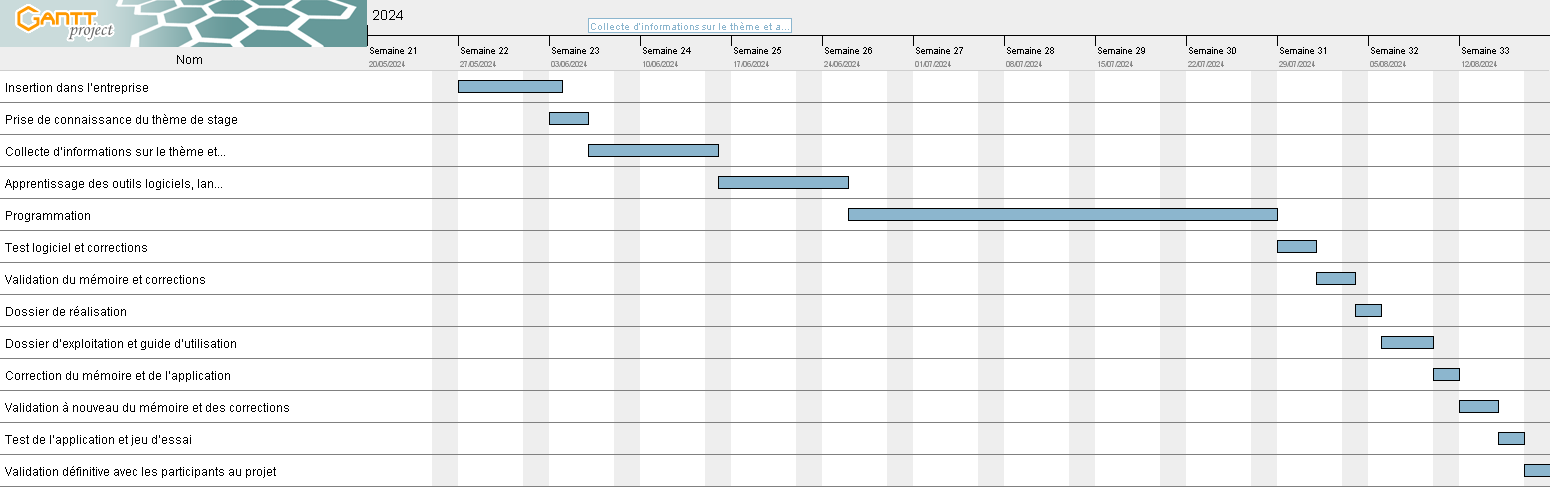 GANTT
project
2024
Collecte d'informations sur le thème et a...
Semaine 21 Semaine 22 Semaine 23 Semaine 24 Semaine 25 Semaine 26 Semaine 27 Semaine 28 Semaine 29 Semaine 30 Semaine 31 Semaine 32 Semaine 33
Nom
20/05/2024 27/05/2024 03/06/2024 10/06/2024 17/06/2024 24/06/2024 01/07/2024 08/07/2024 15/07/2024 22/07/2024 29/07/2024 05/08/2024 12/08/2024
Insertion dans l'entreprise
Prise de connaissance du thème de stage
Collecte d'informations sur le thème et...
Apprentissage des outils logiciels, lan...
Programmation
Test logiciel et corrections
Validation du mémoire et corrections
Dossier de réalisation
Dossier d'exploitation et guide d'utilisation
Correction du mémoire et de l'application
Validation à nouveau du mémoire et des corrections
Test de l'application et jeu d'essai
Validation définitive avec les participants au projet